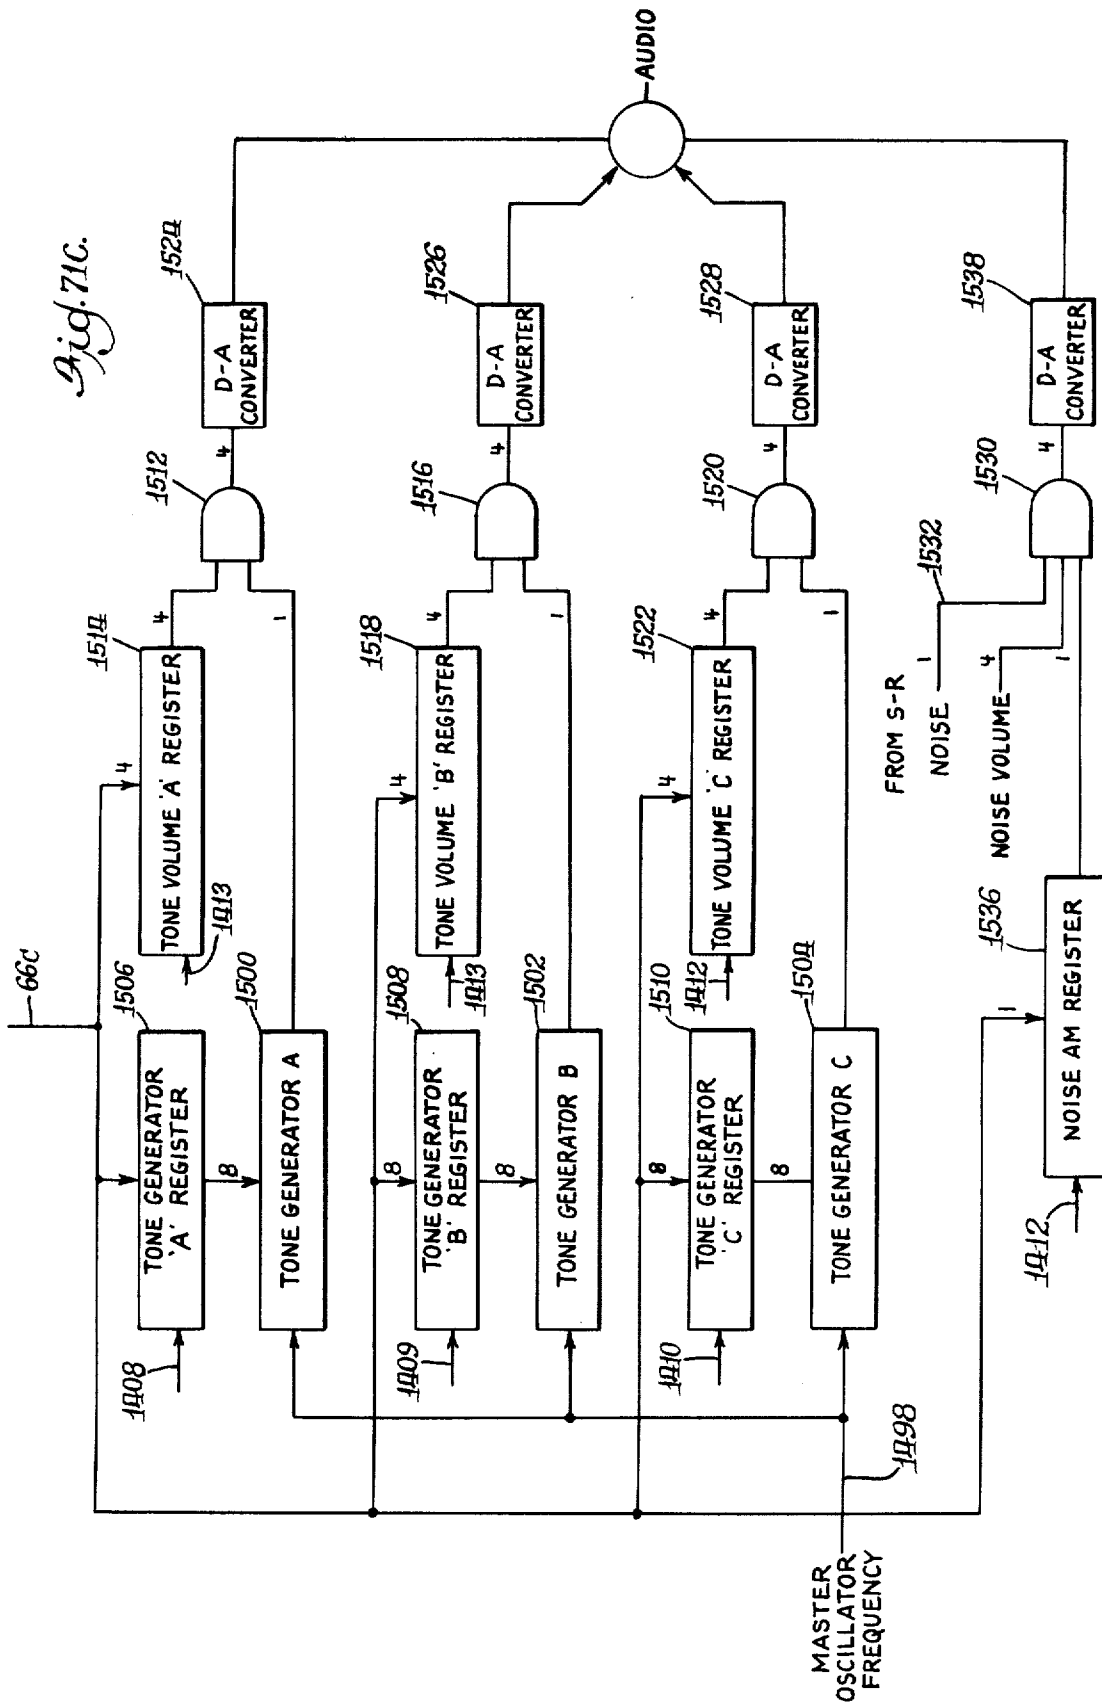 Fig. 71C.
66C
1506
TONE GENERATOR
'A' REGISTER
1408
8
1500
TONE GENERATOR A
4
1514
TONE VOLUME 'A' REGISTER
1413
4
1
1512
4
1524
D-A
CONVERTER
8
1508
TONE GENERATOR
'B' REGISTER
1409
8
1502
TONE GENERATOR B
4
1518
TONE VOLUME 'B' REGISTER
1413
4
1
1516
4
1526
D-A
CONVERTER
AUDIO
8
1510
TONE GENERATOR
'C' REGISTER
1410
8
1504
TONE GENERATOR C
4
1522
TONE VOLUME 'C' REGISTER
1412
4
1
1520
4
1528
D-A
CONVERTER
MASTER
OSCILLATOR
FREQUENCY
1498
FROM S-R
NOISE
1
1532
NOISE VOLUME
4
1
1536
NOISE AM REGISTER
1
1412
1530
4
1538
D-A
CONVERTER